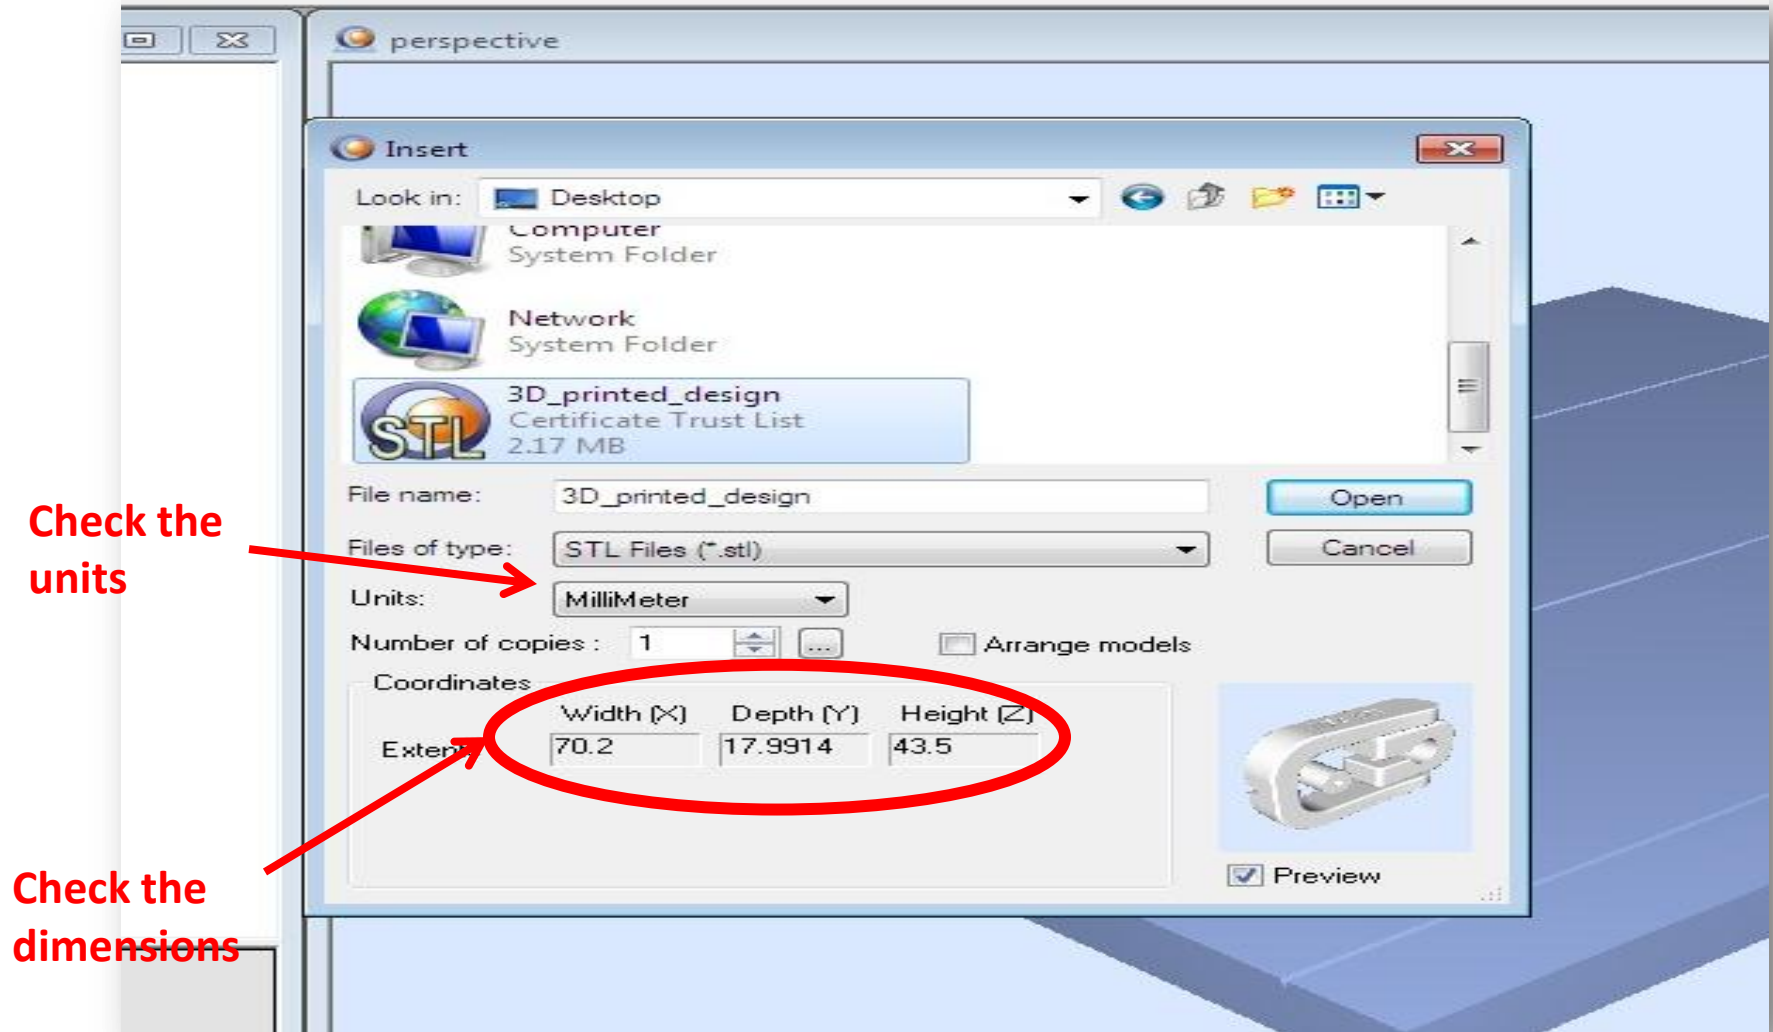 perspective
Insert
Look in: Desktop
Computer
System Folder
Network
System Folder
STL
3D_printed_design
Certificate Trust List
2.17 MB
File name: 3D_printed_design Open
Files of type: STL Files (*.stl) Cancel
Check the
units
Units: MilliMeter
Number of copies : 1 ... Arrange models
Coordinates
Width (X) Depth (Y) Height (Z)
Extent 70.2 17.9914 43.5
Preview
Check the
dimensions